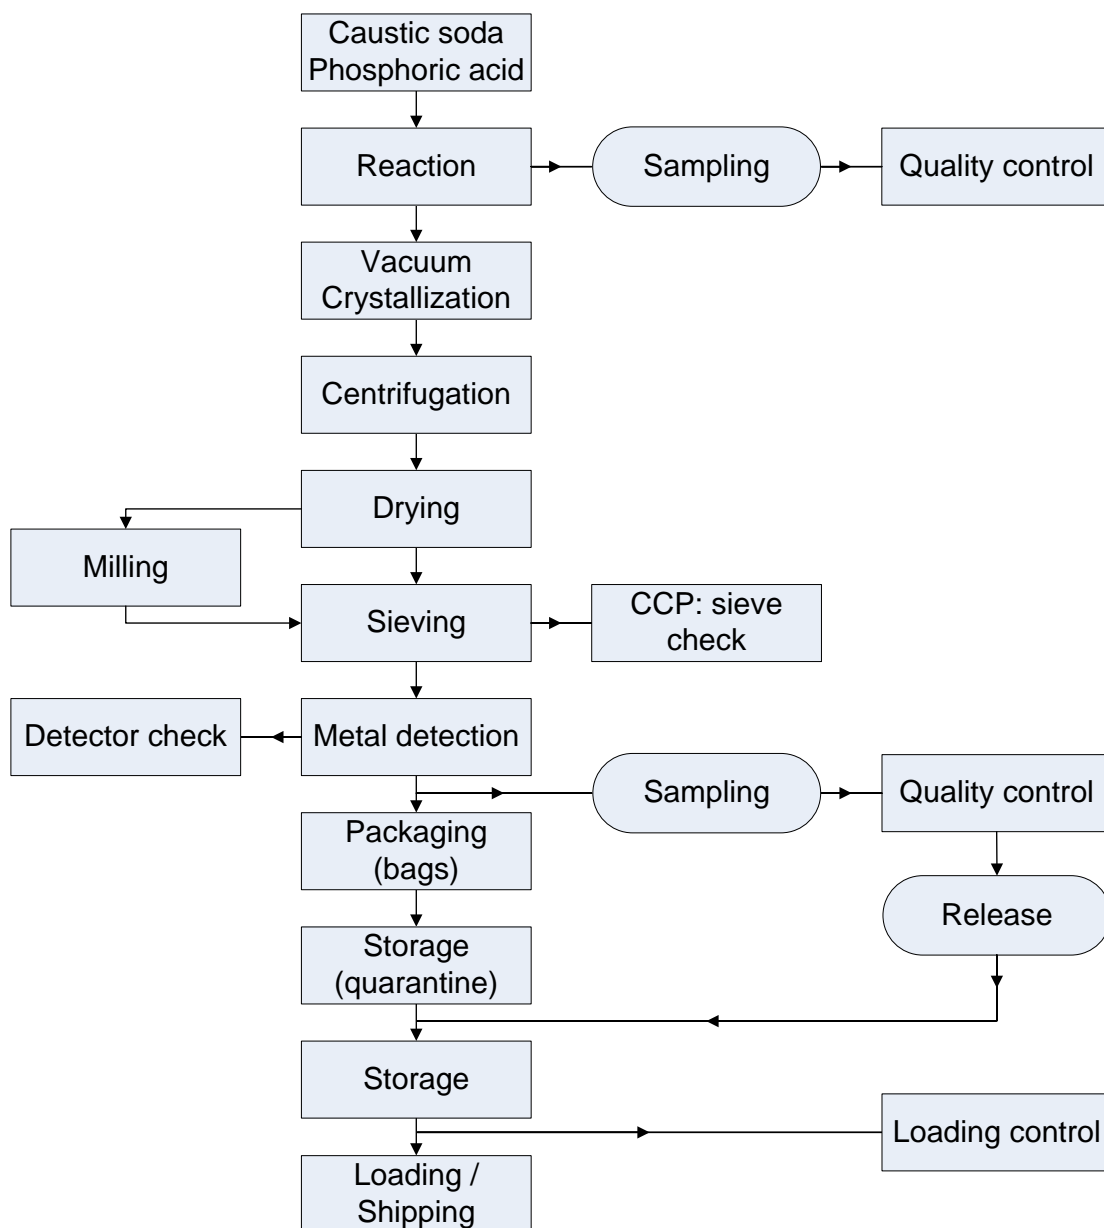 Caustic soda
Phosphoric acid
Reaction
Sampling
Quality control
Vacuum
Crystallization
Centrifugation
Drying
Milling
Sieving
CCP: sieve
check
Detector check
Metal detection
Sampling
Quality control
Packaging
(bags)
Release
Storage
(quarantine)
Storage
Loading control
Loading /
Shipping